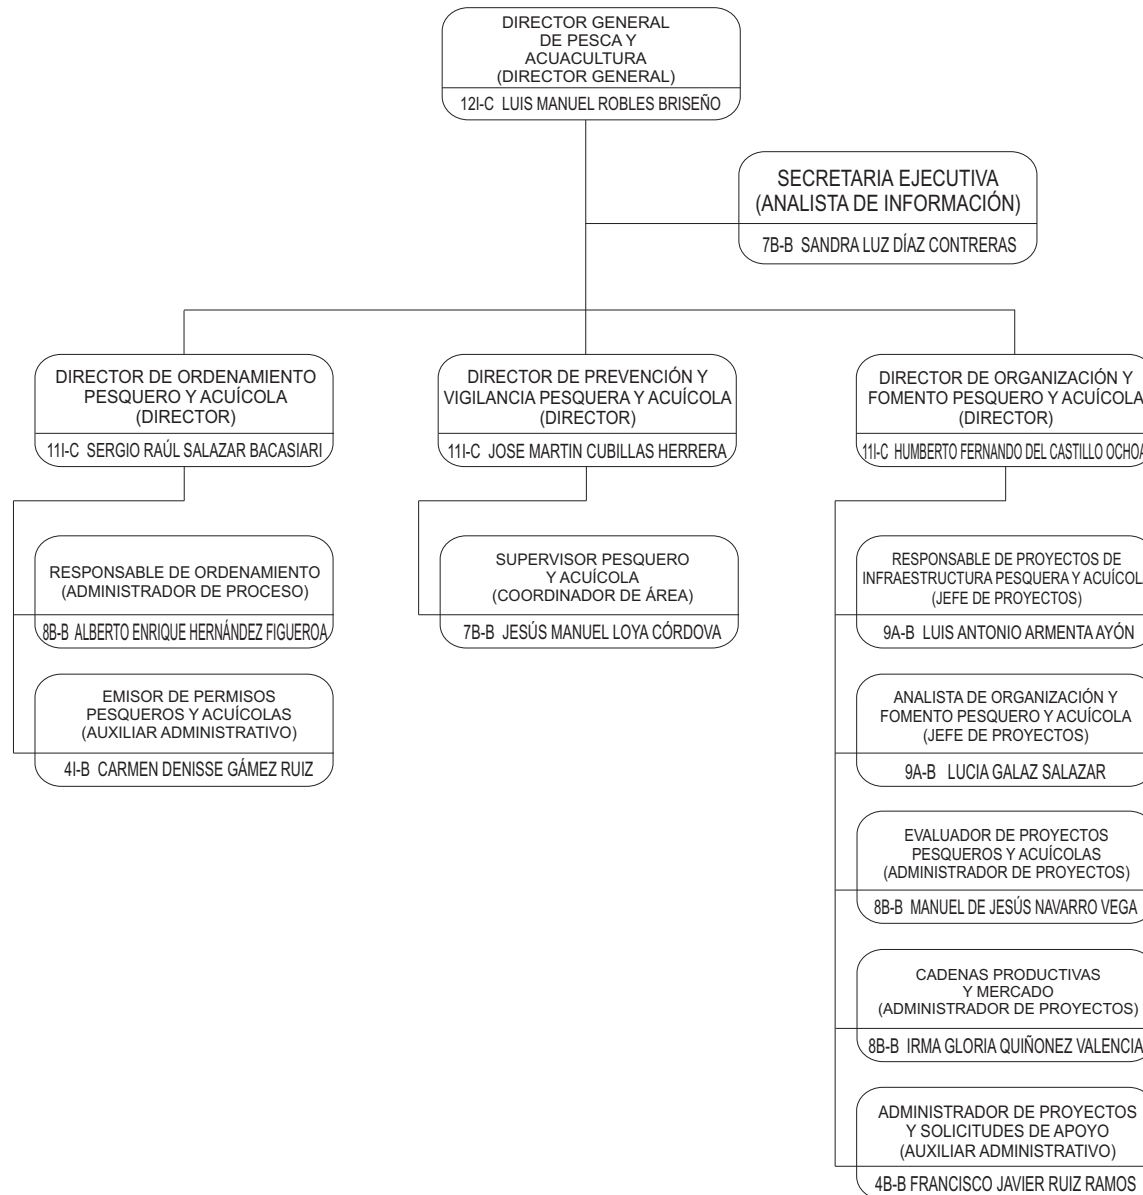 DIRECTOR GENERAL
DE PESCA Y
ACUACULTURA
(DIRECTOR GENERAL)
12I-C LUIS MANUEL ROBLES BRISEÑO
SECRETARIA EJECUTIVA
(ANALISTA DE INFORMACIÓN)
7B-B SANDRA LUZ DÍAZ CONTRERAS
DIRECTOR DE ORDENAMIENTO
PESQUERO Y ACUÍCOLA
(DIRECTOR)
11I-C SERGIO RAÚL SALAZAR BACASIARI
RESPONSABLE DE ORDENAMIENTO
(ADMINISTRADOR DE PROCESO)
8B-B ALBERTO ENRIQUE HERNÁNDEZ FIGUEROA
EMISOR DE PERMISOS
PESQUEROS Y ACUÍCOLAS
(AUXILIAR ADMINISTRATIVO)
4I-B CARMEN DENISSE GÁMEZ RUIZ
DIRECTOR DE PREVENCIÓN Y
VIGILANCIA PESQUERA Y ACUÍCOLA
(DIRECTOR)
11I-C JOSE MARTIN CUBILLAS HERRERA
SUPERVISOR PESQUERO
Y ACUÍCOLA
(COORDINADOR DE ÁREA)
7B-B JESÚS MANUEL LOYA CÓRDOVA
DIRECTOR DE ORGANIZACIÓN Y
FOMENTO PESQUERO Y ACUÍCOLA
(DIRECTOR)
11I-C HUMBERTO FERNANDO DEL CASTILLO OCHOA
RESPONSABLE DE PROYECTOS DE
INFRAESTRUCTURA PESQUERA Y ACUÍCOL
(JEFE DE PROYECTOS)
9A-B LUIS ANTONIO ARMENTA AYÓN
ANALISTA DE ORGANIZACIÓN Y
FOMENTO PESQUERO Y ACUÍCOLA
(JEFE DE PROYECTOS)
9A-B LUCIA GALAZ SALAZAR
EVALUADOR DE PROYECTOS
PESQUEROS Y ACUÍCOLAS
(ADMINISTRADOR DE PROYECTOS)
8B-B MANUEL DE JESÚS NAVARRO VEGA
CADENAS PRODUCTIVAS
Y MERCADO
(ADMINISTRADOR DE PROYECTOS)
8B-B IRMA GLORIA QUIÑONEZ VALENCIA
ADMINISTRADOR DE PROYECTOS
Y SOLICITUDES DE APOYO
(AUXILIAR ADMINISTRATIVO)
4B-B FRANCISCO JAVIER RUIZ RAMOS